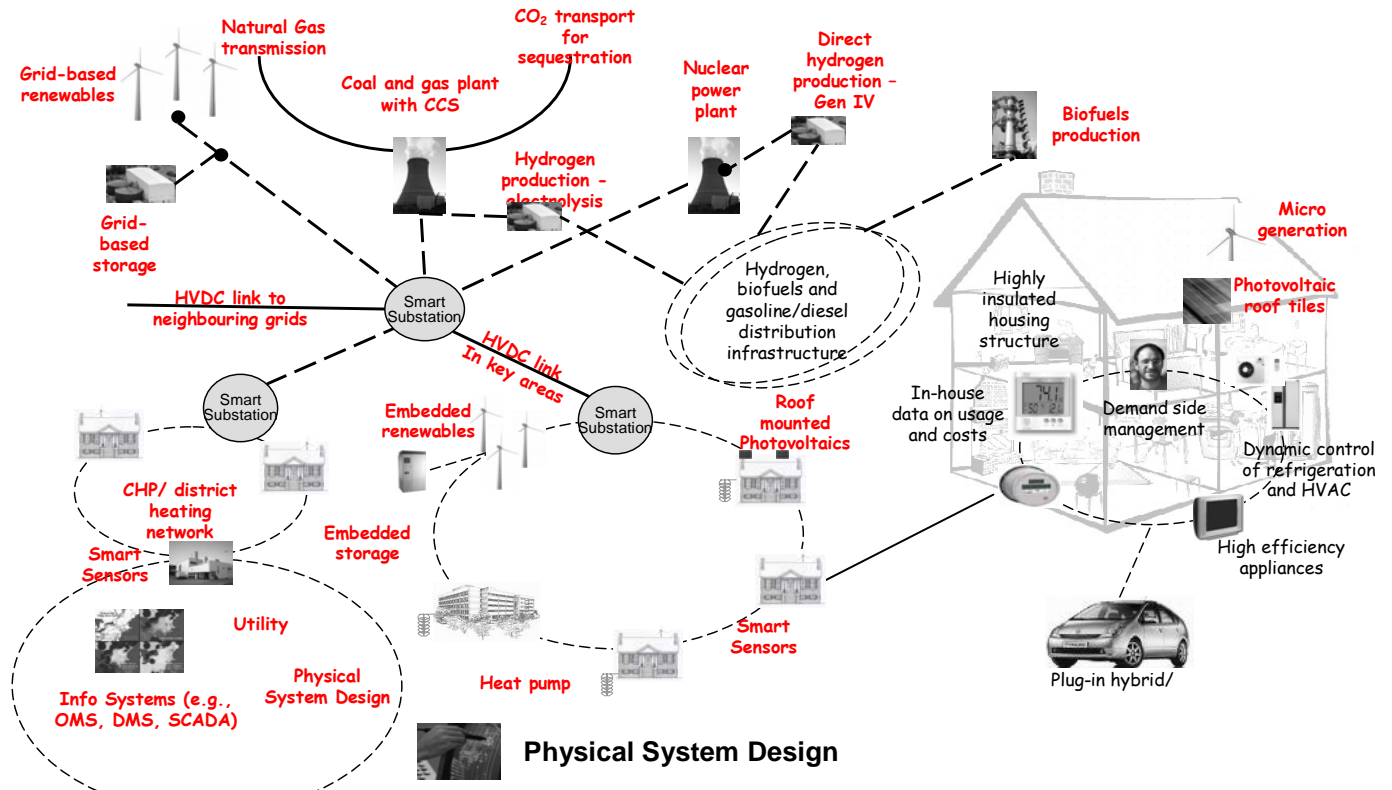 Natural Gas
transmission
CO₂ transport
for
sequestration
Grid-based
renewables
Coal and gas plant
with CCS
Nuclear
power
plant
Direct
hydrogen
production -
Gen IV
Biofuels
production
Hydrogen
production -
electrolysis
Grid-
based
storage
Micro
generation
Photovoltaic
roof tiles
Highly
insulated
housing
structure
Hydrogen,
biofuels and
gasoline/diesel
distribution
infrastructure
Smart
Substation
HVDC link to
neighbouring grids
HVDC link
In key areas
Smart
Substation
Smart
Substation
Embedded
renewables
Roof
mounted
Photovoltaics
In-house
data on usage
and costs
74.1
Demand side
management
Dynamic control
of refrigeration
and HVAC
CHP/ district
heating
network
Smart
Sensors
Embedded
storage
High efficiency
appliances
Utility
Physical
System Design
Info Systems (e.g.,
OMS, DMS, SCADA)
Heat pump
Smart
Sensors
Plug-in hybrid/
Physical System Design